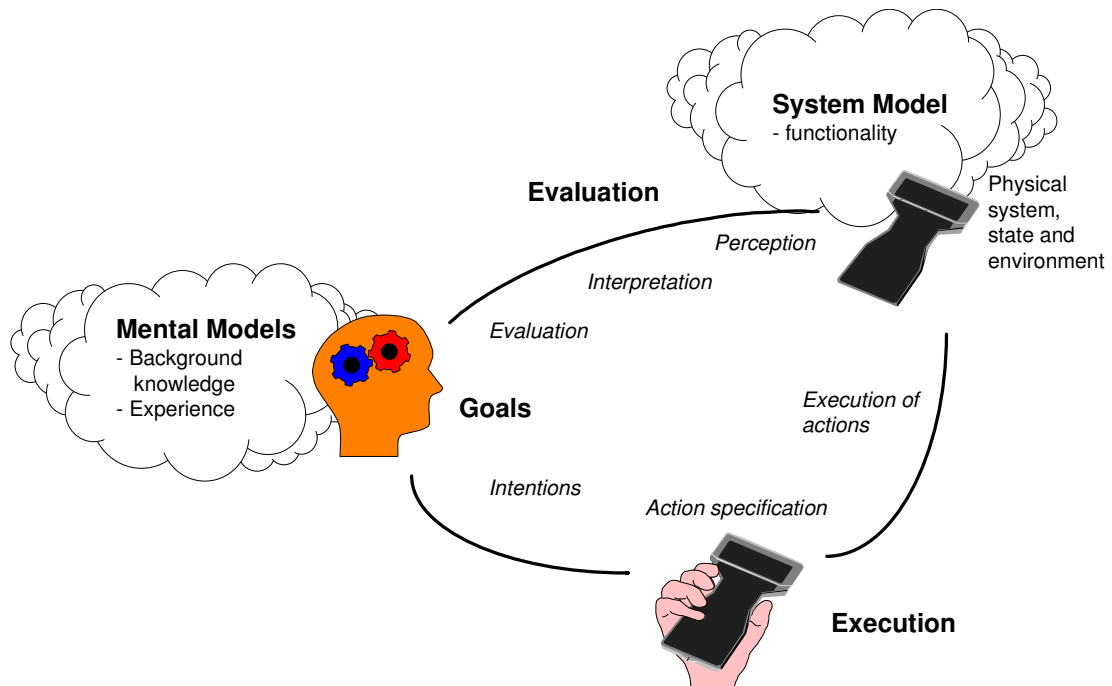 System Model
- functionality
Evaluation
Physical
system,
state and
environment
Perception
Interpretation
Evaluation
Mental Models
- Background
knowledge
- Experience
Goals
Execution of
actions
Intentions
Action specification
Execution